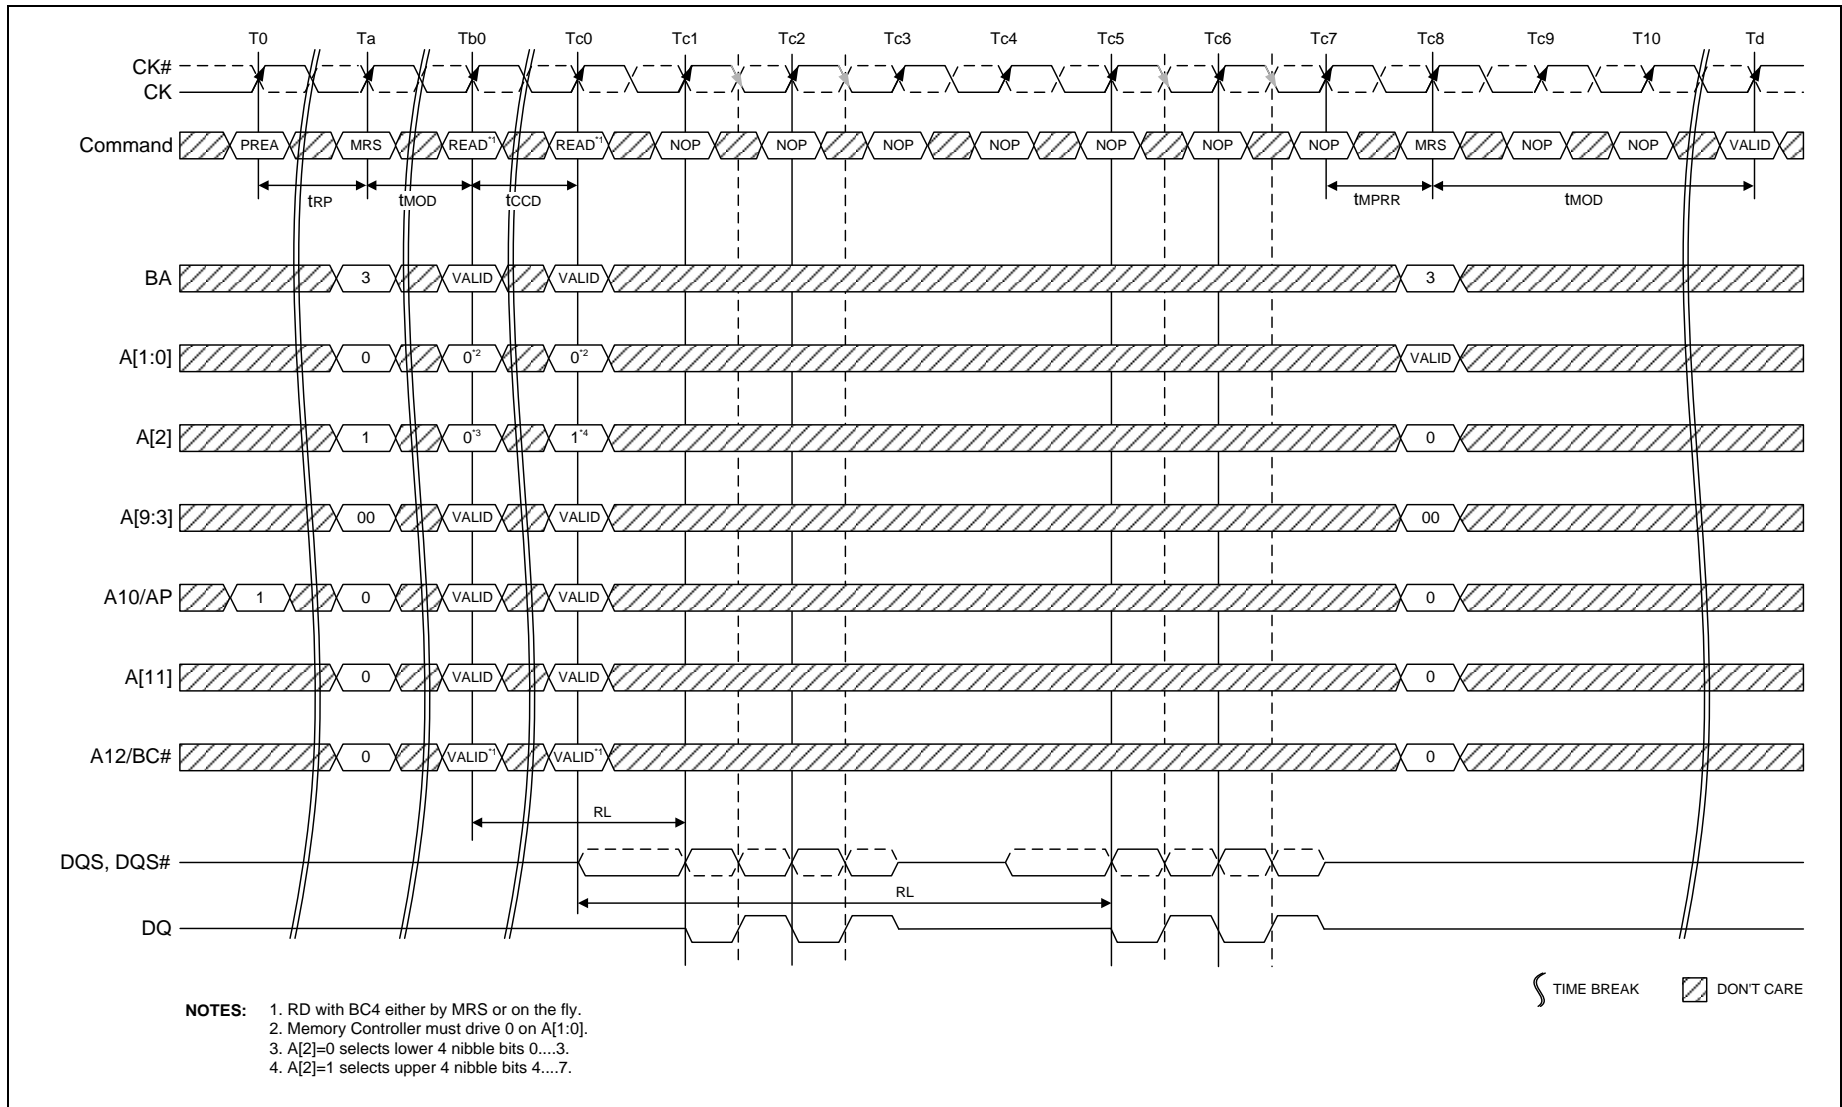 T0 Ta Tb0 Tc0 Tc1 Tc2 Tc3 Tc4 Tc5 Tc6 Tc7 Tc8 Tc9 T10 Td
CK#
CK
Command PREA MRS READ*1 READ*1 NOP NOP NOP NOP NOP NOP NOP MRS NOP NOP VALID
tRP tMOD tCCD tMPRR tMOD
BA 3 VALID VALID 3
A[1:0] 0 0*2 0*2 VALID
A[2] 1 0*3 1*4 0
A[9:3] 00 VALID VALID 00
A10/AP 1 0 VALID VALID 0
A[11] 0 VALID VALID 0
A12/BC# 0 VALID*1 VALID*1 0
RL
DQS, DQS#
RL
DQ
TIME BREAK DON'T CARE
NOTES: 1. RD with BC4 either by MRS or on the fly.
2. Memory Controller must drive 0 on A[1:0].
3. A[2]=0 selects lower 4 nibble bits 0....3.
4. A[2]=1 selects upper 4 nibble bits 4....7.